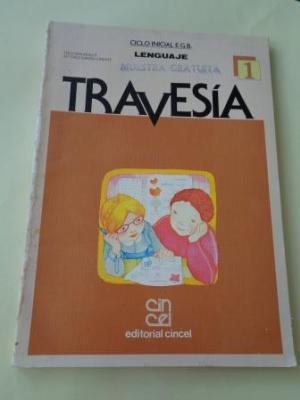 CICLO INICIAL E.G.B.
LENGUAJE
MUESTRA GRATUITA
1
TRAVESÍA
cin
cel
editorial cincel